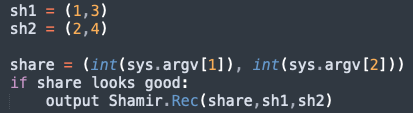 sh1 = (1,3)
sh2 = (2,4)
share = (int(sys.argv[1]), int(sys.argv[2]))
if share looks good:
    output Shamir.Rec(share,sh1,sh2)